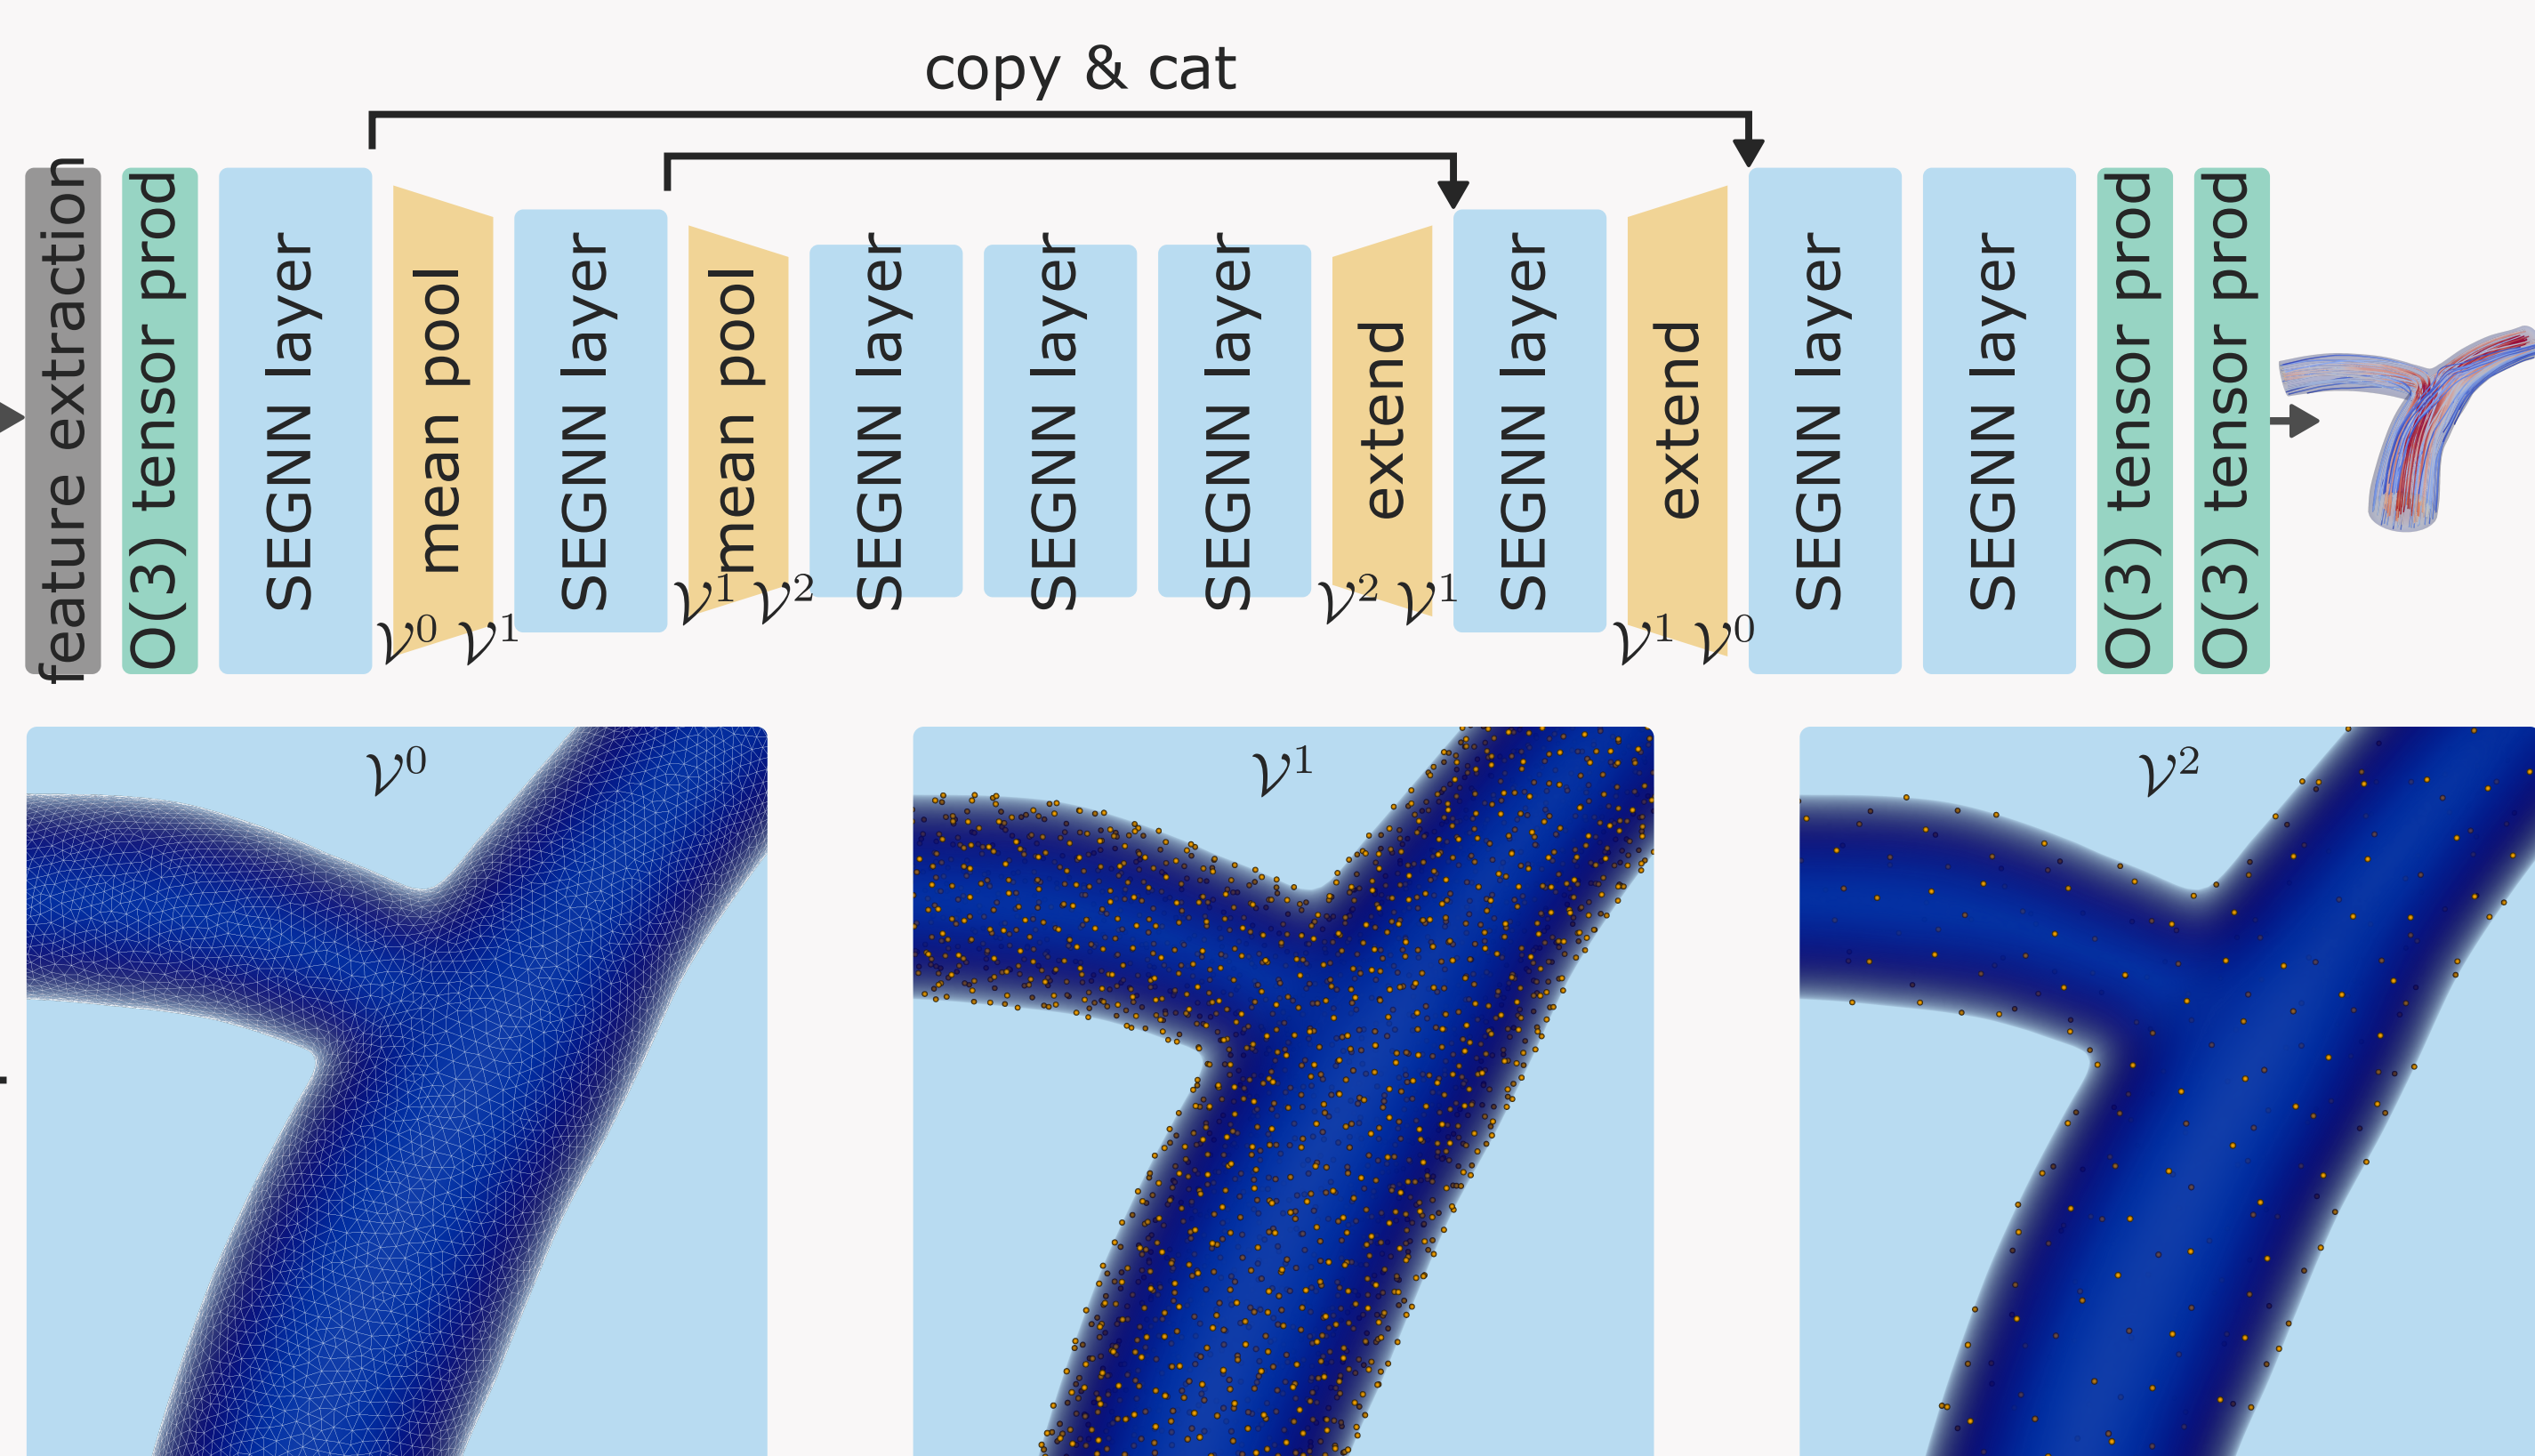 copy & cat
feature extraction
O(3) tensor prod
SEGNN layer
mean pool
𝒱⁰ 𝒱¹
SEGNN layer
mean pool
𝒱¹ 𝒱²
SEGNN layer
SEGNN layer
SEGNN layer
extend
𝒱² 𝒱¹
SEGNN layer
extend
𝒱¹ 𝒱⁰
SEGNN layer
SEGNN layer
O(3) tensor prod
O(3) tensor prod
𝒱⁰
𝒱¹
𝒱²